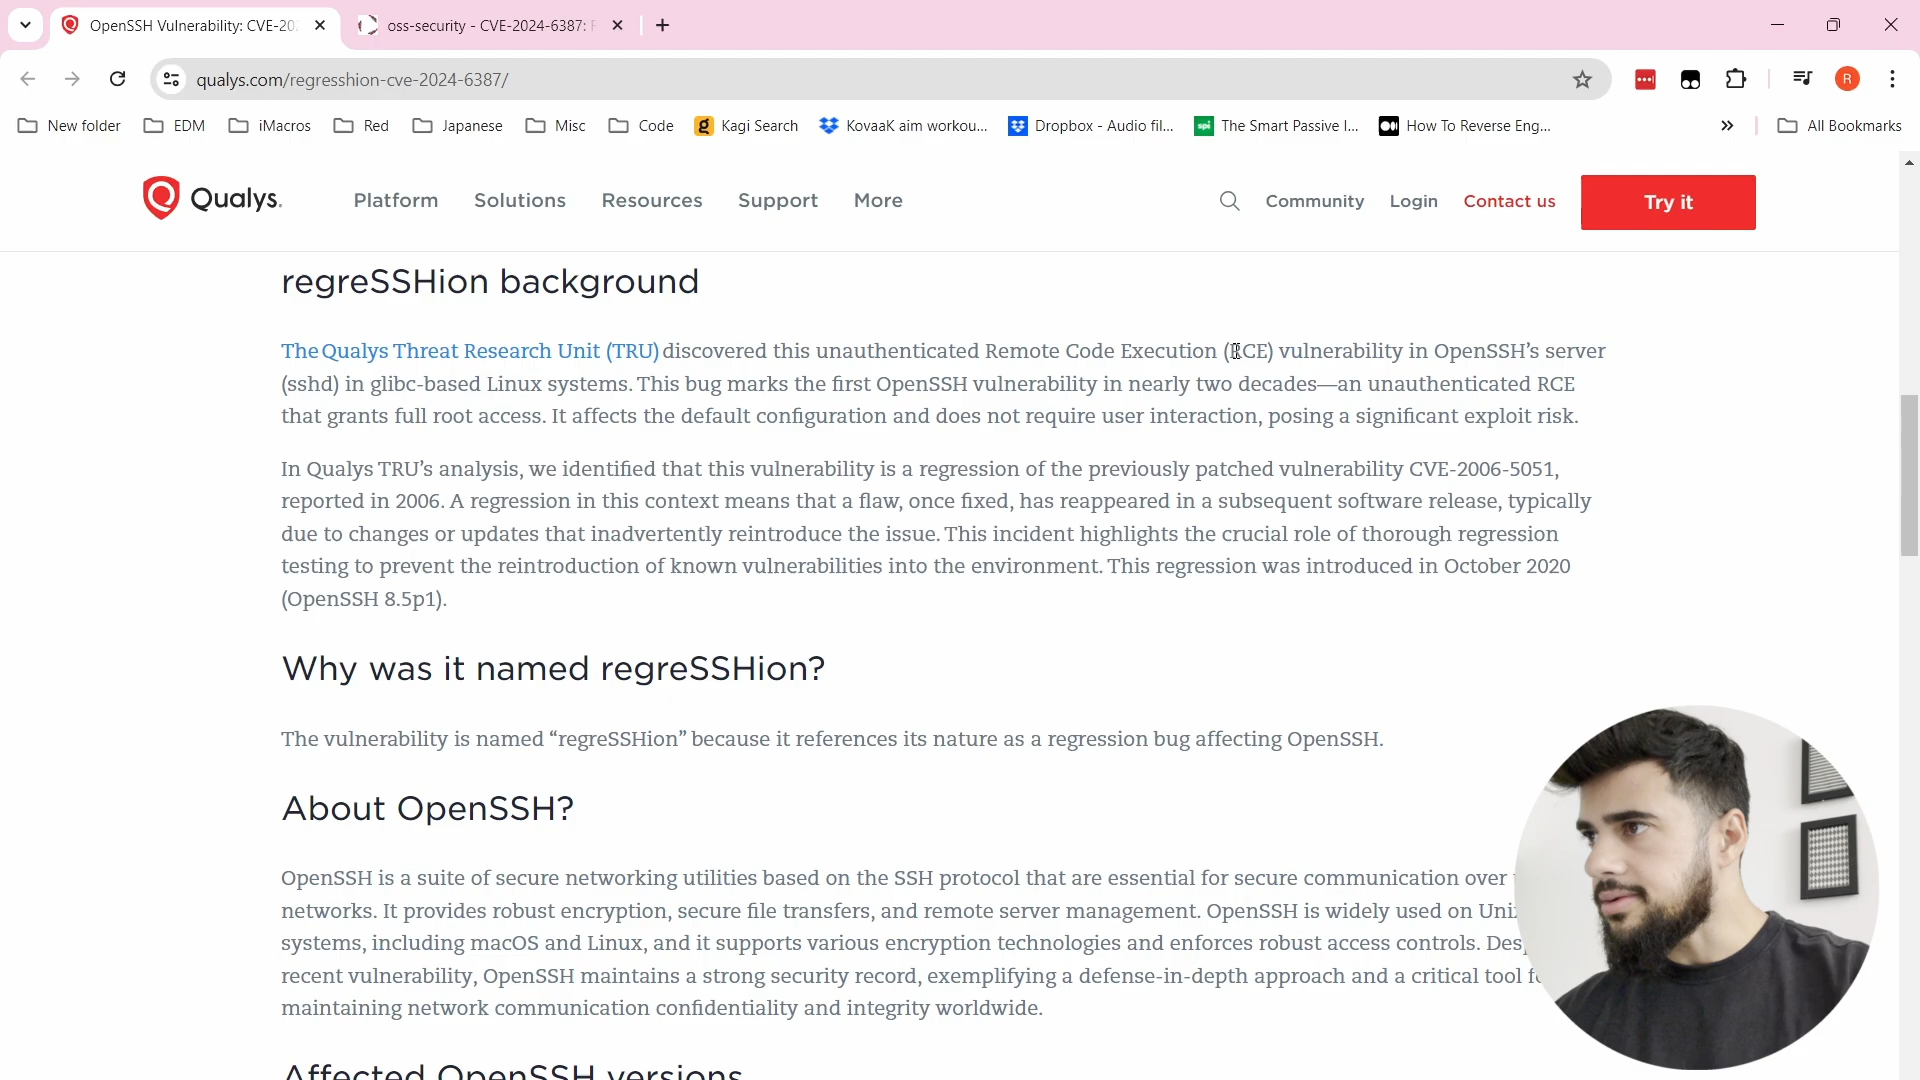 OpenSSH Vulnerability: CVE-20
oss-security - CVE-2024-6387:
qualys.com/regresshion-cve-2024-6387/
R
New folder
EDM
iMacros
Red
Japanese
Misc
Code
Kagi Search
KovaaK aim workou...
Dropbox - Audio fil...
The Smart Passive I...
How To Reverse Eng...
»
All Bookmarks
Qualys.
Platform
Solutions
Resources
Support
More
Community
Login
Contact us
Try it
regreSSHion background
The Qualys Threat Research Unit (TRU) discovered this unauthenticated Remote Code Execution (RCE) vulnerability in OpenSSH’s server
(sshd) in glibc-based Linux systems. This bug marks the first OpenSSH vulnerability in nearly two decades—an unauthenticated RCE
that grants full root access. It affects the default configuration and does not require user interaction, posing a significant exploit risk.
In Qualys TRU’s analysis, we identified that this vulnerability is a regression of the previously patched vulnerability CVE-2006-5051,
reported in 2006. A regression in this context means that a flaw, once fixed, has reappeared in a subsequent software release, typically
due to changes or updates that inadvertently reintroduce the issue. This incident highlights the crucial role of thorough regression
testing to prevent the reintroduction of known vulnerabilities into the environment. This regression was introduced in October 2020
(OpenSSH 8.5p1).
Why was it named regreSSHion?
The vulnerability is named “regreSSHion” because it references its nature as a regression bug affecting OpenSSH.
About OpenSSH?
OpenSSH is a suite of secure networking utilities based on the SSH protocol that are essential for secure communication over
networks. It provides robust encryption, secure file transfers, and remote server management. OpenSSH is widely used on
systems, including macOS and Linux, and it supports various encryption technologies and enforces robust access controls.
recent vulnerability, OpenSSH maintains a strong security record, exemplifying a defense-in-depth approach and a critical tool
maintaining network communication confidentiality and integrity worldwide.
Affected OpenSSH versions